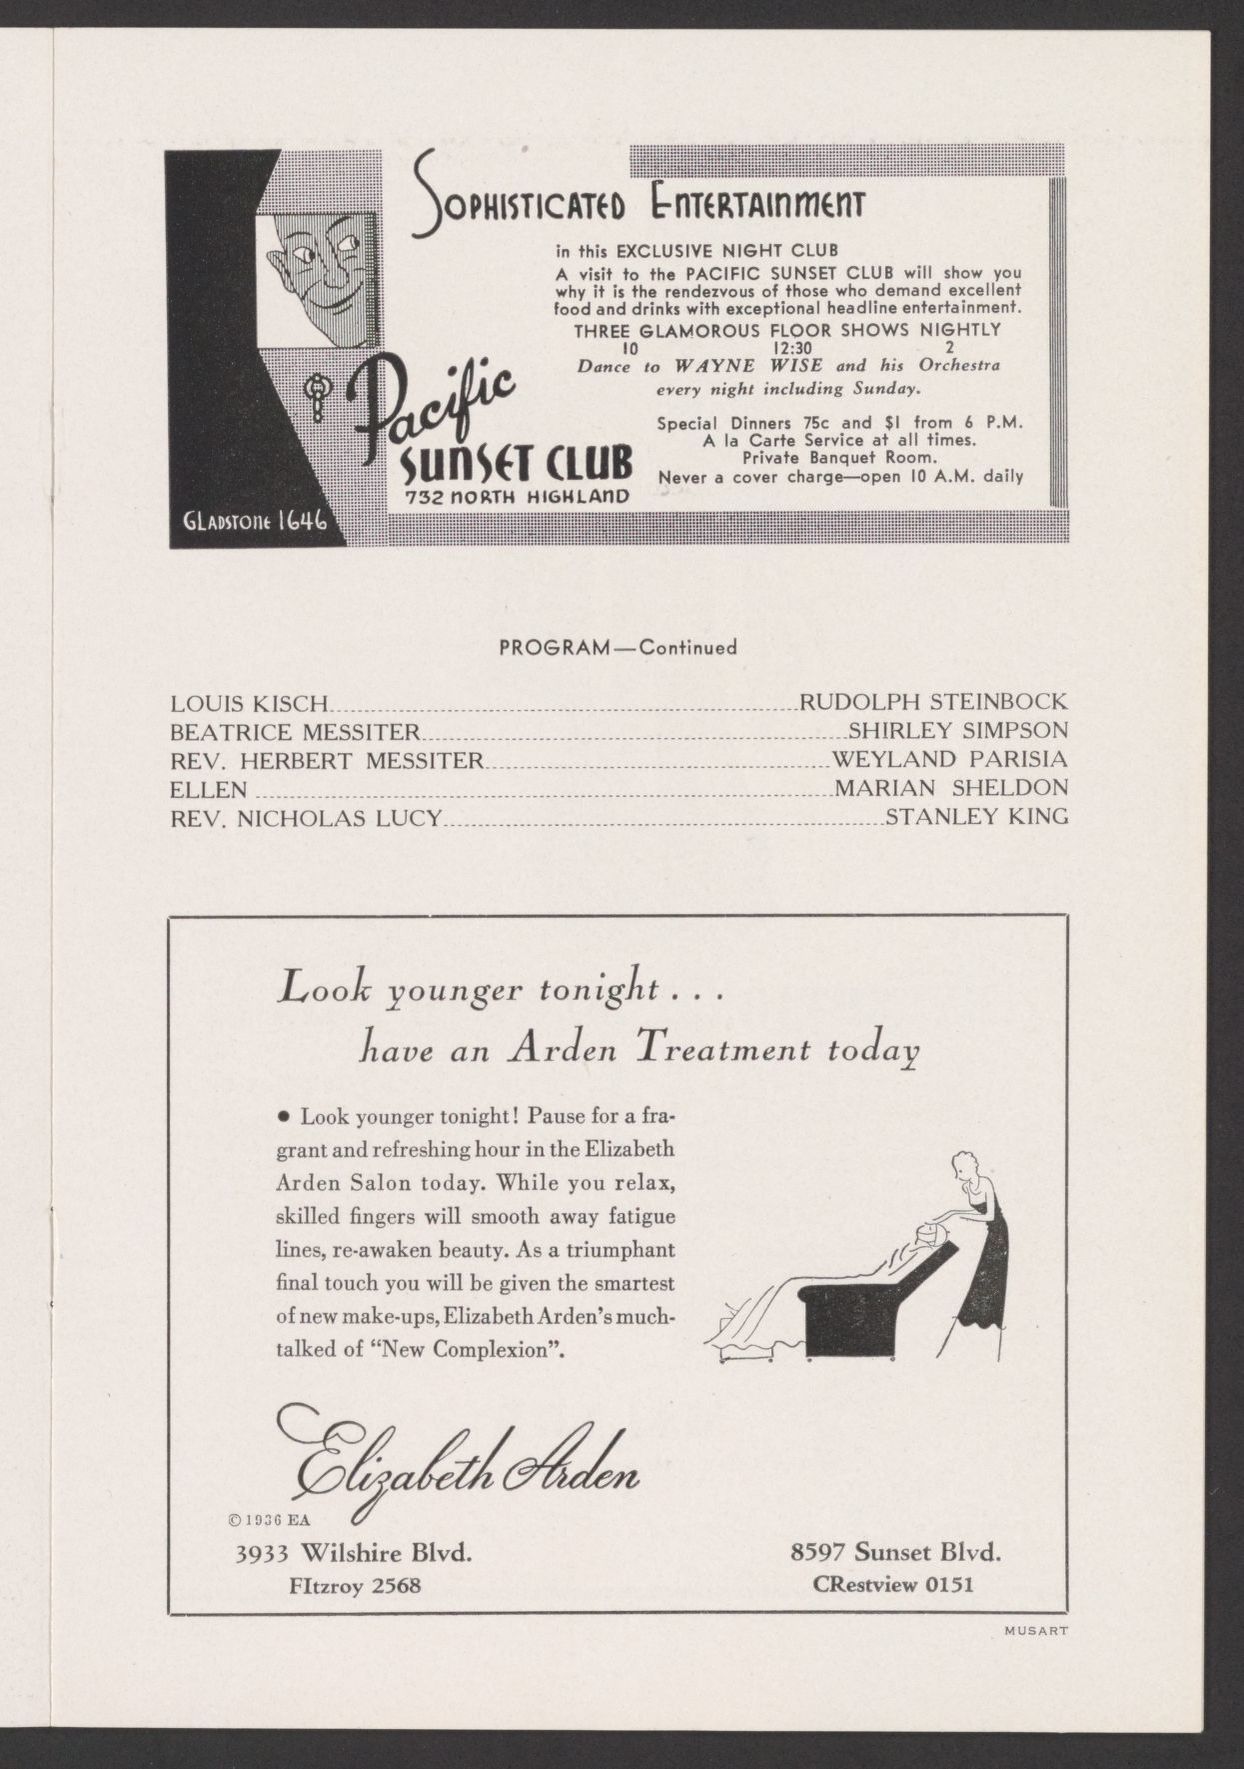 SOPHISTICATED ENTERTAINMENT
in this EXCLUSIVE NIGHT CLUB
A visit to the PACIFIC SUNSET CLUB will show you
why it is the rendezvous of those who demand excellent
food and drinks with exceptional headline entertainment.
THREE GLAMOROUS FLOOR SHOWS NIGHTLY
10 12:30 2
Dance to WAYNE WISE and his Orchestra
every night including Sunday.
Special Dinners 75c and $1 from 6 P.M.
A la Carte Service at all times.
Private Banquet Room.
Never a cover charge—open 10 A.M. daily
Pacific
SUNSET CLUB
732 NORTH HIGHLAND
GLADSTONE 1646
PROGRAM—Continued
LOUIS KISCH RUDOLPH STEINBOCK
BEATRICE MESSITER SHIRLEY SIMPSON
REV. HERBERT MESSITER WEYLAND PARISIA
ELLEN MARIAN SHELDON
REV. NICHOLAS LUCY STANLEY KING
Look younger tonight . . .
have an Arden Treatment today
• Look younger tonight! Pause for a fra-
grant and refreshing hour in the Elizabeth
Arden Salon today. While you relax,
skilled fingers will smooth away fatigue
lines, re-awaken beauty. As a triumphant
final touch you will be given the smartest
of new make-ups, Elizabeth Arden's much-
talked of “New Complexion”.
Elizabeth Arden
© 1936 EA
3933 Wilshire Blvd. 8597 Sunset Blvd.
FItzroy 2568 CRestview 0151
MUSART